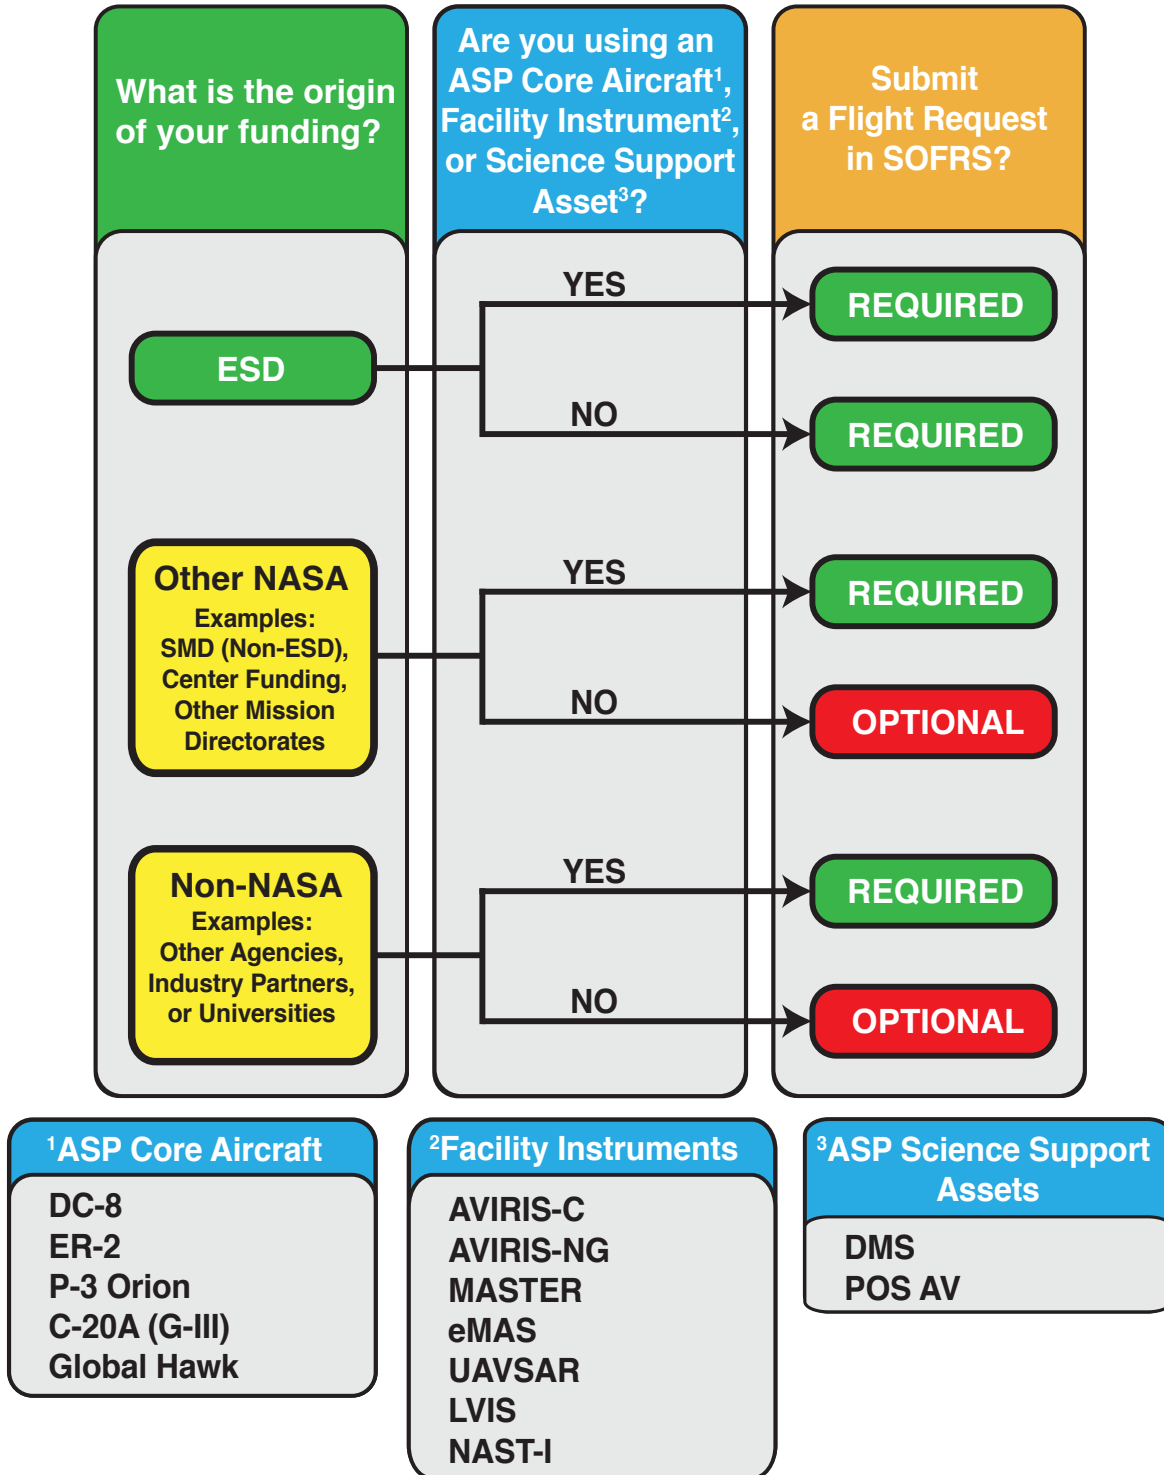 What is the origin
of your funding?
Are you using an
ASP Core Aircraft¹,
Facility Instrument²,
or Science Support
Asset³?
Submit
a Flight Request
in SOFRS?
ESD
YES
REQUIRED
NO
REQUIRED
Other NASA
Examples:
SMD (Non-ESD),
Center Funding,
Other Mission
Directorates
YES
REQUIRED
NO
OPTIONAL
Non-NASA
Examples:
Other Agencies,
Industry Partners,
or Universities
YES
REQUIRED
NO
OPTIONAL
¹ASP Core Aircraft
DC-8
ER-2
P-3 Orion
C-20A (G-III)
Global Hawk
²Facility Instruments
AVIRIS-C
AVIRIS-NG
MASTER
eMAS
UAVSAR
LVIS
NAST-I
³ASP Science Support
Assets
DMS
POS AV